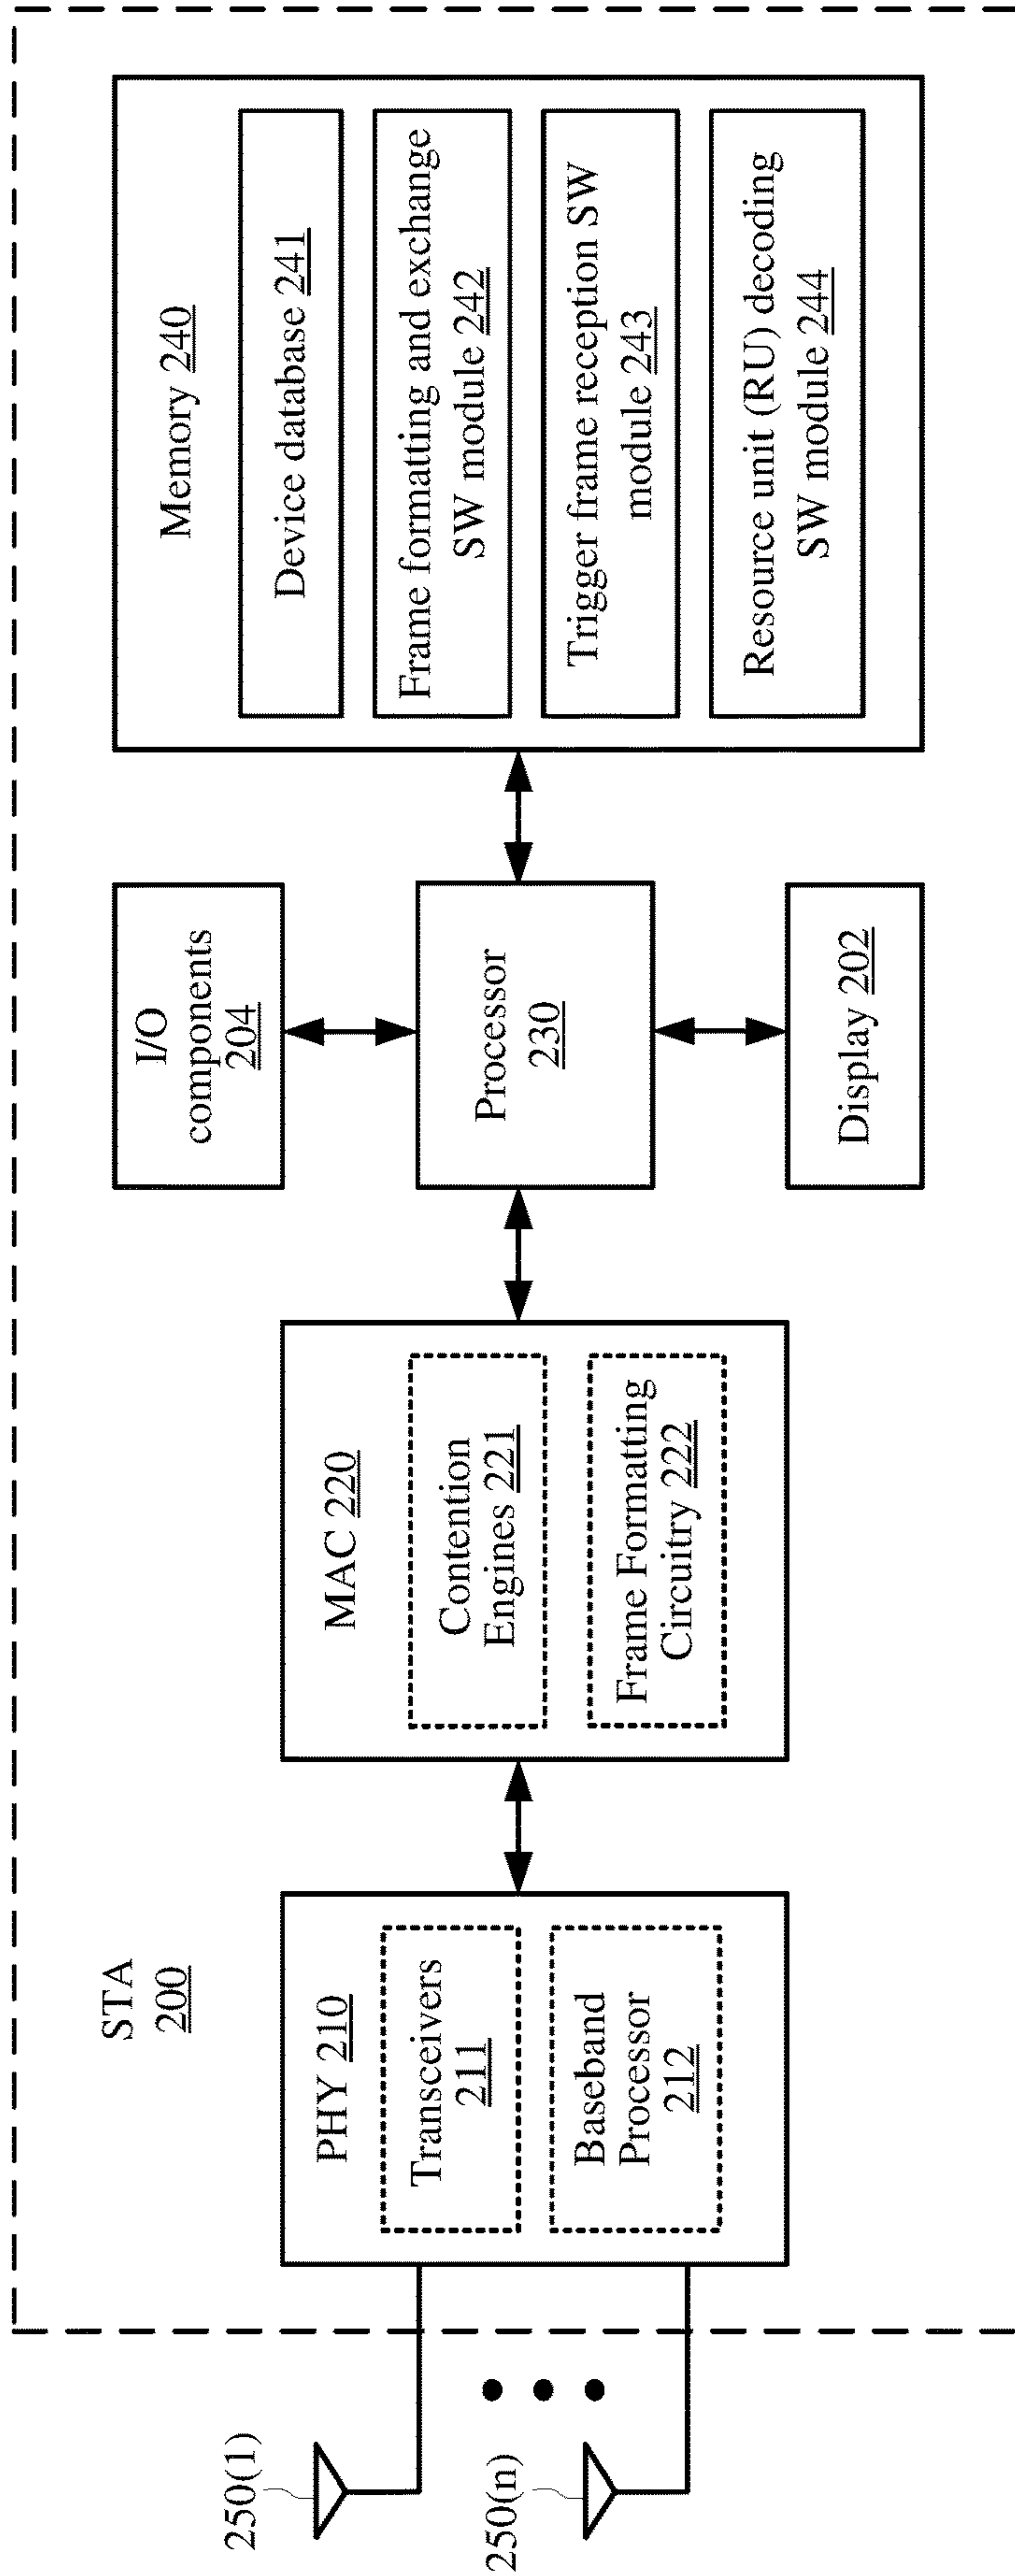 STA
200
250(1)
250(n)
PHY 210
Transceivers
211
Baseband
Processor
212
MAC 220
Contention
Engines 221
Frame Formatting
Circuitry 222
I/O
components
204
Processor
230
Display 202
Memory 240
Device database 241
Frame formatting and exchange
SW module 242
Trigger frame reception SW
module 243
Resource unit (RU) decoding
SW module 244